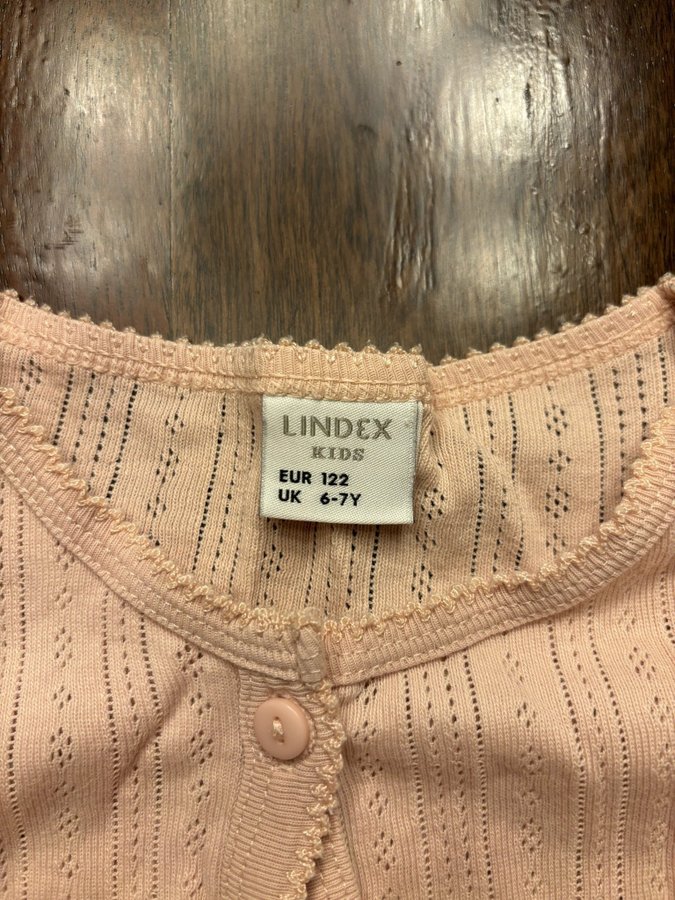 LINDEX
KIDS
EUR 122
UK 6-7Y